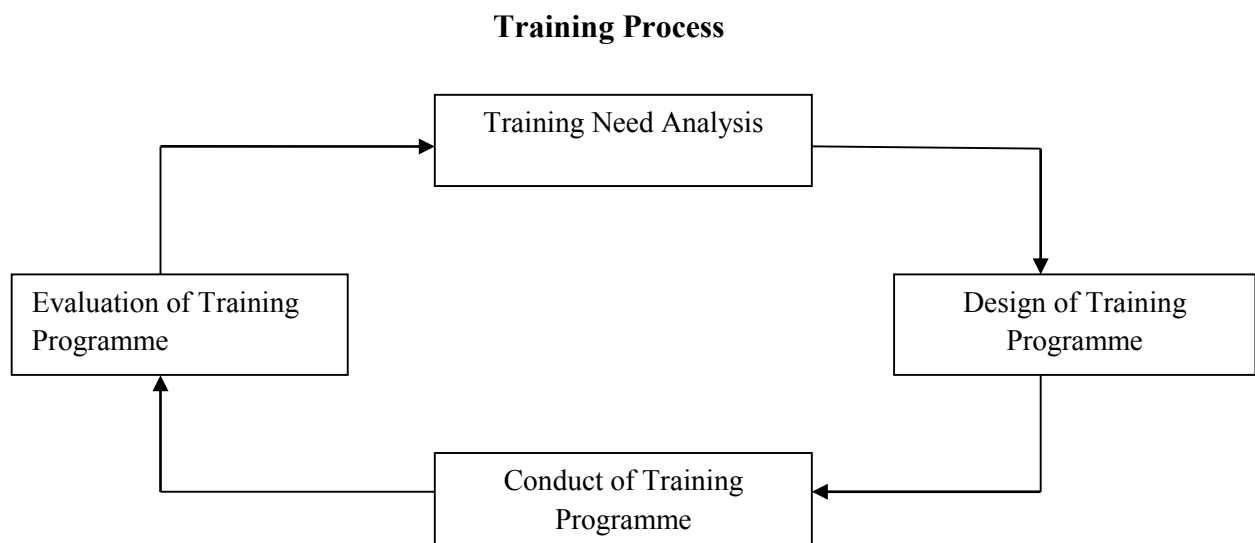 Training Process
Training Need Analysis
Evaluation of Training
Programme
Design of Training
Programme
Conduct of Training
Programme